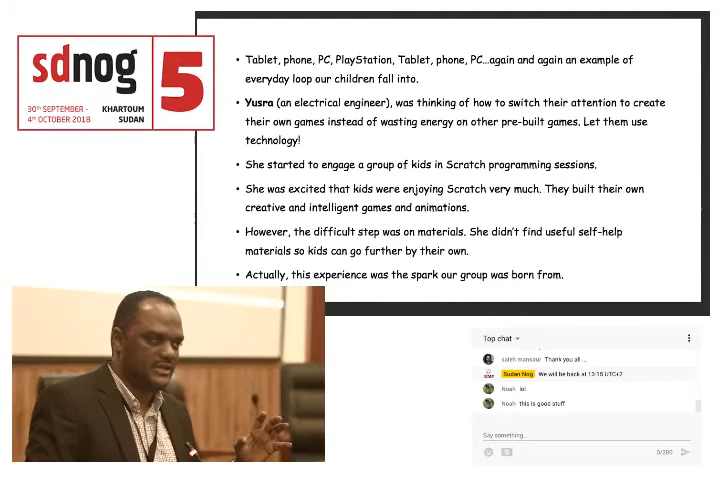 sdnog 5
30TH SEPTEMBER -
4TH OCTOBER 2018
KHARTOUM
SUDAN
• Tablet, phone, PC, PlayStation, Tablet, phone, PC...again and again an example of
everyday loop our children fall into.
• Yusra (an electrical engineer), was thinking of how to switch their attention to create
their own games instead of wasting energy on other pre-built games. Let them use
technology!
• She started to engage a group of kids in Scratch programming sessions.
• She was excited that kids were enjoying Scratch very much. They built their own
creative and intelligent games and animations.
• However, the difficult step was on materials. She didn't find useful self-help
materials so kids can go further by their own.
• Actually, this experience was the spark our group was born from.
Top chat
saleh mansour Thank you all ...
Sudan Nog We will be back at 13:15 UTC+2
Noah lol
Noah this is good stuff
Say something...
0/200